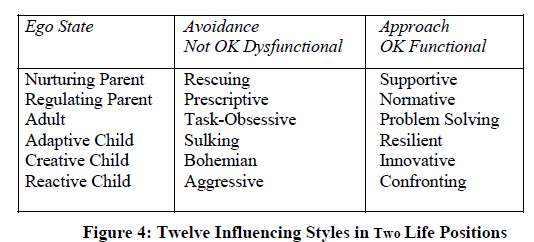 Ego State Avoidance Approach
Not OK Dysfunctional OK Functional
Nurturing Parent Rescuing Supportive
Regulating Parent Prescriptive Normative
Adult Task-Obsessive Problem Solving
Adaptive Child Sulking Resilient
Creative Child Bohemian Innovative
Reactive Child Aggressive Confronting
Figure 4: Twelve Influencing Styles in Two Life Positions